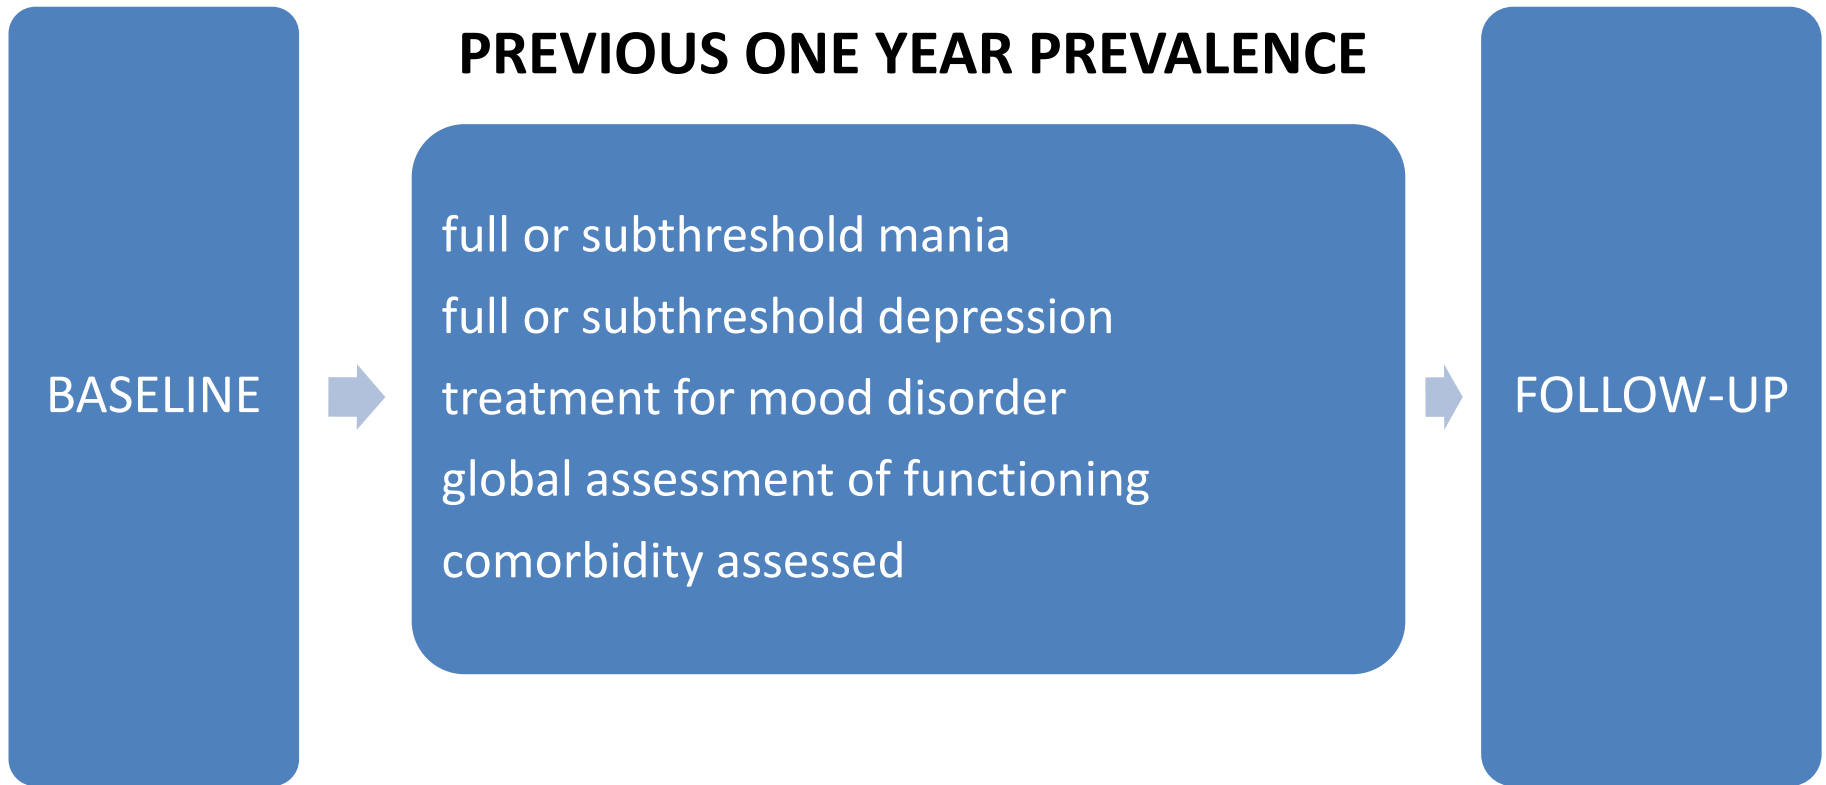 PREVIOUS ONE YEAR PREVALENCE
BASELINE
full or subthreshold mania
full or subthreshold depression
treatment for mood disorder
global assessment of functioning
comorbidity assessed
FOLLOW-UP